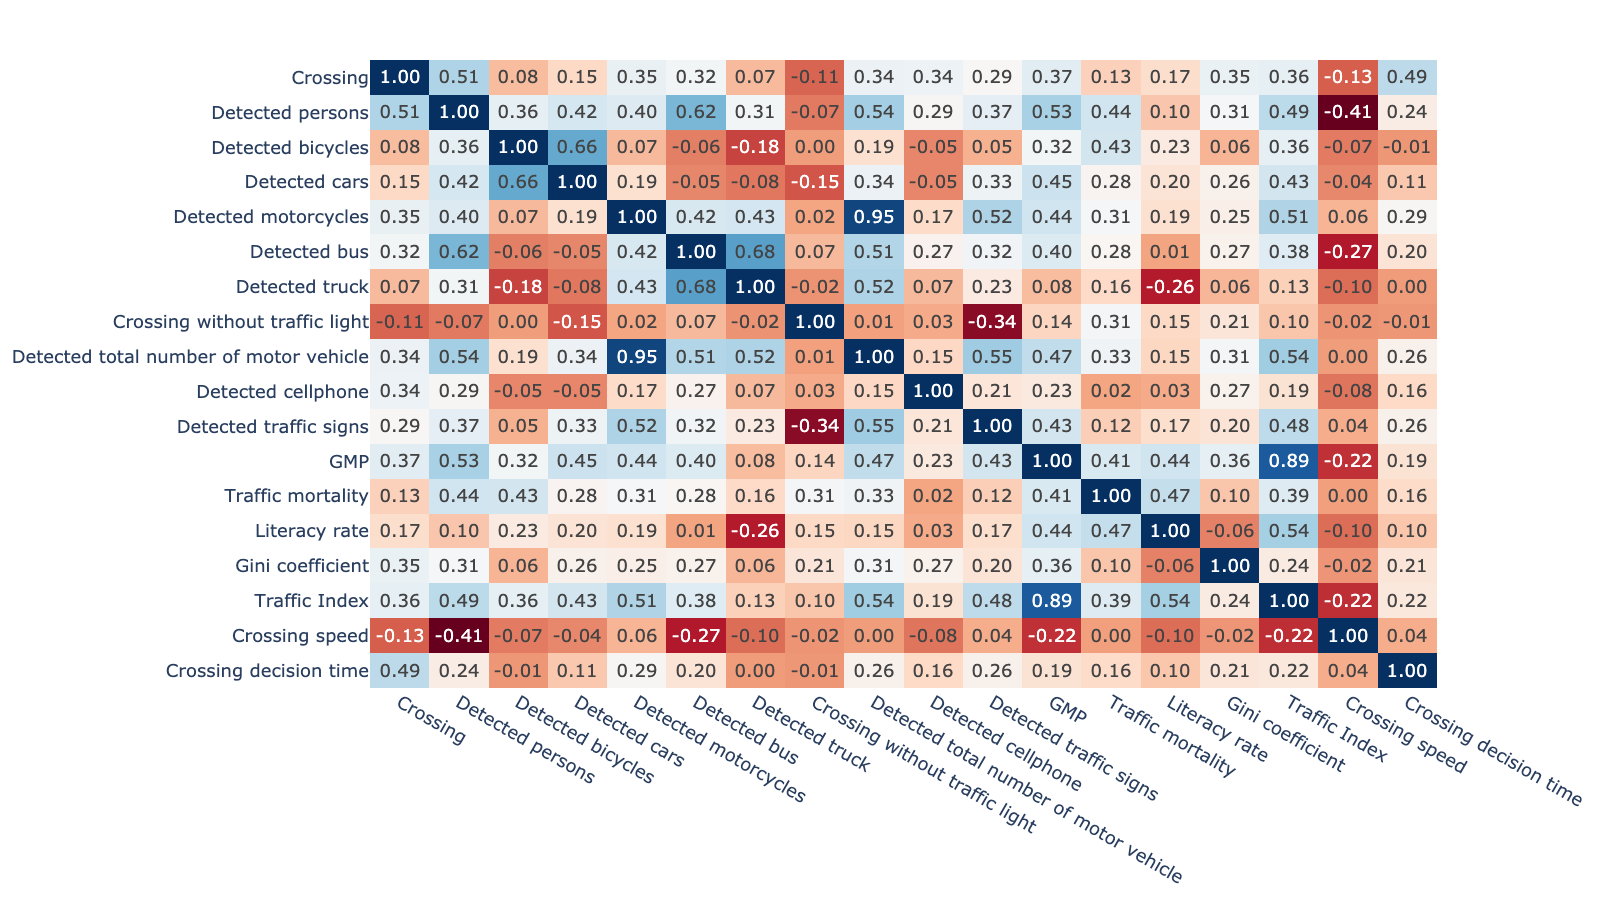 Crossing 1.00 0.51 0.08 0.15 0.35 0.32 0.07 -0.11 0.34 0.34 0.29 0.37 0.13 0.17 0.35 0.36 -0.13 0.49
Detected persons 0.51 1.00 0.36 0.42 0.40 0.62 0.31 -0.07 0.54 0.29 0.37 0.53 0.44 0.10 0.31 0.49 -0.41 0.24
Detected bicycles 0.08 0.36 1.00 0.66 0.07 -0.06 -0.18 0.00 0.19 -0.05 0.05 0.32 0.43 0.23 0.06 0.36 -0.07 -0.01
Detected cars 0.15 0.42 0.66 1.00 0.19 -0.05 -0.08 -0.15 0.34 -0.05 0.33 0.45 0.28 0.20 0.26 0.43 -0.04 0.11
Detected motorcycles 0.35 0.40 0.07 0.19 1.00 0.42 0.43 0.02 0.95 0.17 0.52 0.44 0.31 0.19 0.25 0.51 0.06 0.29
Detected bus 0.32 0.62 -0.06 -0.05 0.42 1.00 0.68 0.07 0.51 0.27 0.32 0.40 0.28 0.01 0.27 0.38 -0.27 0.20
Detected truck 0.07 0.31 -0.18 -0.08 0.43 0.68 1.00 -0.02 0.52 0.07 0.23 0.08 0.16 -0.26 0.06 0.13 -0.10 0.00
Crossing without traffic light -0.11 -0.07 0.00 -0.15 0.02 0.07 -0.02 1.00 0.01 0.03 -0.34 0.14 0.31 0.15 0.21 0.10 -0.02 -0.01
Detected total number of motor vehicle 0.34 0.54 0.19 0.34 0.95 0.51 0.52 0.01 1.00 0.15 0.55 0.47 0.33 0.15 0.31 0.54 0.00 0.26
Detected cellphone 0.34 0.29 -0.05 -0.05 0.17 0.27 0.07 0.03 0.15 1.00 0.21 0.23 0.02 0.03 0.27 0.19 -0.08 0.16
Detected traffic signs 0.29 0.37 0.05 0.33 0.52 0.32 0.23 -0.34 0.55 0.21 1.00 0.43 0.12 0.17 0.20 0.48 0.04 0.26
GMP 0.37 0.53 0.32 0.45 0.44 0.40 0.08 0.14 0.47 0.23 0.43 1.00 0.41 0.44 0.36 0.89 -0.22 0.19
Traffic mortality 0.13 0.44 0.43 0.28 0.31 0.28 0.16 0.31 0.33 0.02 0.12 0.41 1.00 0.47 0.10 0.39 0.00 0.16
Literacy rate 0.17 0.10 0.23 0.20 0.19 0.01 -0.26 0.15 0.15 0.03 0.17 0.44 0.47 1.00 -0.06 0.54 -0.10 0.10
Gini coefficient 0.35 0.31 0.06 0.26 0.25 0.27 0.06 0.21 0.31 0.27 0.20 0.36 0.10 -0.06 1.00 0.24 -0.02 0.21
Traffic Index 0.36 0.49 0.36 0.43 0.51 0.38 0.13 0.10 0.54 0.19 0.48 0.89 0.39 0.54 0.24 1.00 -0.22 0.22
Crossing speed -0.13 -0.41 -0.07 -0.04 0.06 -0.27 -0.10 -0.02 0.00 -0.08 0.04 -0.22 0.00 -0.10 -0.02 -0.22 1.00 0.04
Crossing decision time 0.49 0.24 -0.01 0.11 0.29 0.20 0.00 -0.01 0.26 0.16 0.26 0.19 0.16 0.10 0.21 0.22 0.04 1.00
Crossing
Detected persons
Detected bicycles
Detected cars
Detected motorcycles
Detected bus
Detected truck
Crossing without traffic light
Detected total number of motor vehicle
Detected cellphone
Detected traffic signs
GMP
Traffic mortality
Literacy rate
Gini coefficient
Traffic Index
Crossing speed
Crossing decision time